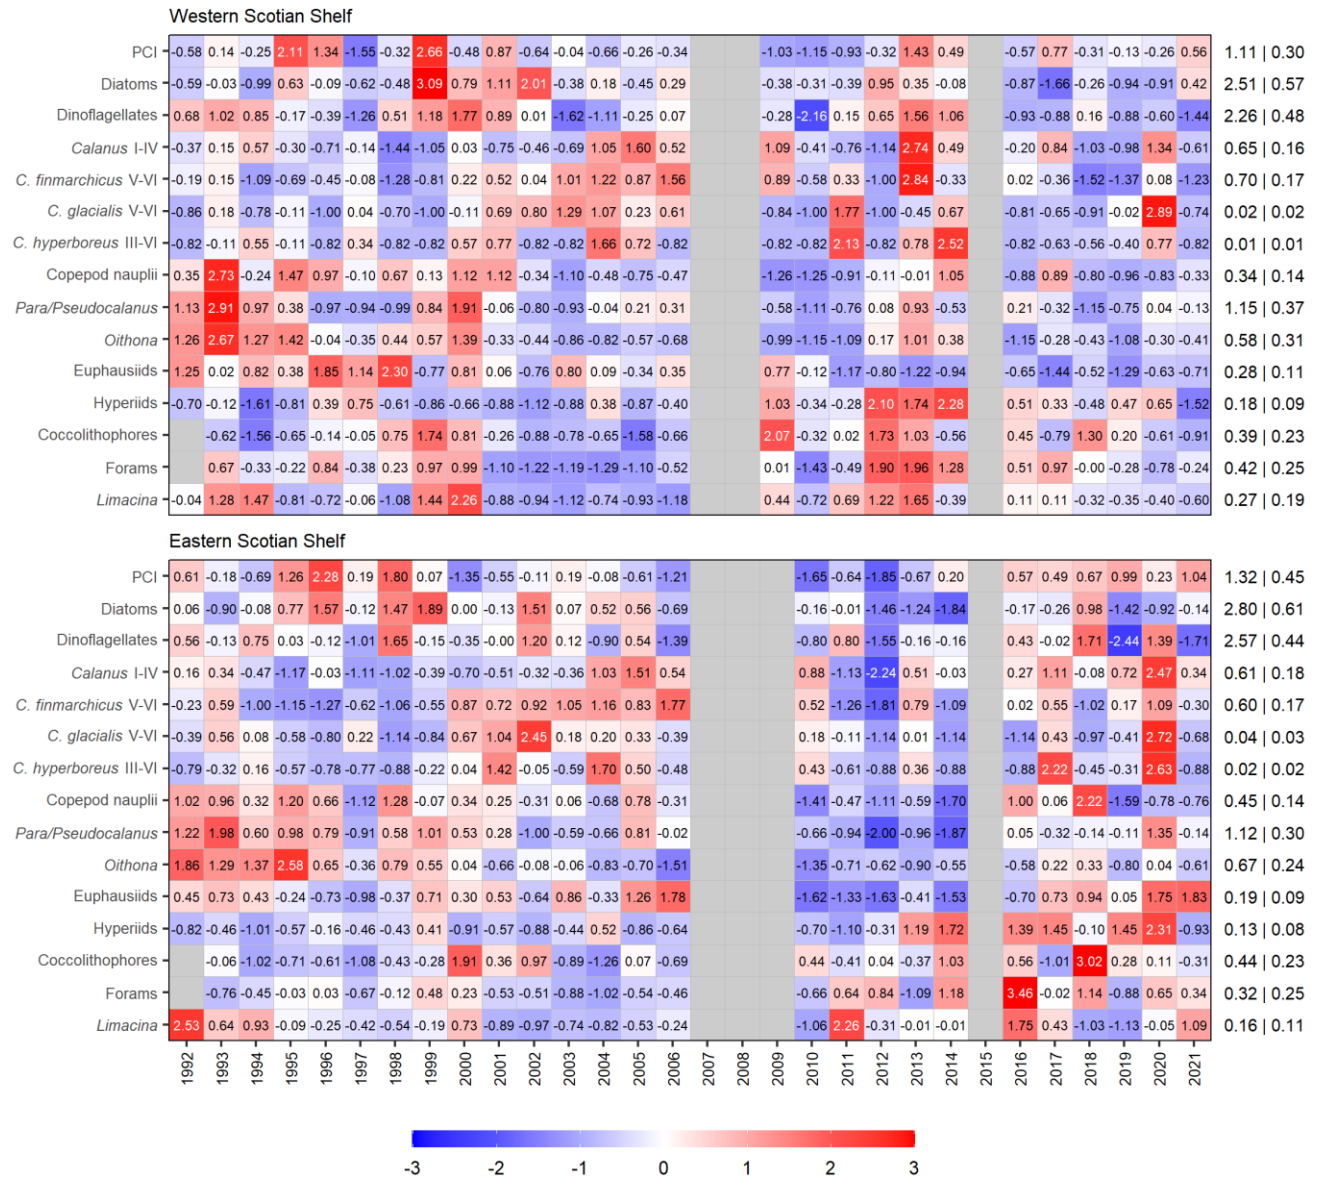 Western Scotian Shelf
PCI -0.58 0.14 -0.25 2.11 1.34 -1.55 -0.32 2.66 -0.48 0.87 -0.64 -0.04 -0.66 -0.26 -0.34 -1.03 -1.15 -0.93 -0.32 1.43 0.49 -0.57 0.77 -0.31 -0.13 -0.26 0.56 1.11 | 0.30
Diatoms -0.59 -0.03 -0.99 0.63 -0.09 -0.62 -0.48 3.09 0.79 1.11 2.01 -0.38 0.18 -0.45 0.29 -0.38 -0.31 -0.39 0.95 0.35 -0.08 -0.87 -1.66 -0.26 -0.94 -0.91 0.42 2.51 | 0.57
Dinoflagellates 0.68 1.02 0.85 -0.17 -0.39 -1.26 0.51 1.18 1.77 0.89 0.01 -1.62 -1.11 -0.25 0.07 -0.28 -2.16 0.15 0.65 1.56 1.06 -0.93 -0.88 0.16 -0.88 -0.60 -1.44 2.26 | 0.48
Calanus I-IV -0.37 0.15 0.57 -0.30 -0.71 -0.14 -1.44 -1.05 0.03 -0.75 -0.46 -0.69 1.05 1.60 0.52 1.09 -0.41 -0.76 -1.14 2.74 0.49 -0.20 0.84 -1.03 -0.98 1.34 -0.61 0.65 | 0.16
C. finmarchicus V-VI -0.19 0.15 -1.09 -0.69 -0.45 -0.08 -1.28 -0.81 0.22 0.52 0.04 1.01 1.22 0.87 1.56 0.89 -0.58 0.33 -1.00 2.84 -0.33 0.02 -0.36 -1.52 -1.37 0.08 -1.23 0.70 | 0.17
C. glacialis V-VI -0.86 0.18 -0.78 -0.11 -1.00 0.04 -0.70 -1.00 -0.11 0.69 0.80 1.29 1.07 0.23 0.61 -0.84 -1.00 1.77 -1.00 -0.45 0.67 -0.81 -0.65 -0.91 -0.02 2.89 -0.74 0.02 | 0.02
C. hyperboreus III-VI -0.82 -0.11 0.55 -0.11 -0.82 0.34 -0.82 -0.82 0.57 0.77 -0.82 -0.82 1.66 0.72 -0.82 -0.82 -0.82 2.13 -0.82 0.78 2.52 -0.82 -0.63 -0.56 -0.40 0.77 -0.82 0.01 | 0.01
Copepod nauplii 0.35 2.73 -0.24 1.47 0.97 -0.10 0.67 0.13 1.12 1.12 -0.34 -1.10 -0.48 -0.75 -0.47 -1.26 -1.25 -0.91 -0.11 -0.01 1.05 -0.88 0.89 -0.80 -0.96 -0.83 -0.33 0.34 | 0.14
Para/Pseudocalanus 1.13 2.91 0.97 0.38 -0.97 -0.94 -0.99 0.84 1.91 -0.06 -0.80 -0.93 -0.04 0.21 0.31 -0.58 -1.11 -0.76 0.08 0.93 -0.53 0.21 -0.32 -1.15 -0.75 0.04 -0.13 1.15 | 0.37
Oithona 1.26 2.67 1.27 1.42 -0.04 -0.35 0.44 0.57 1.39 -0.33 -0.44 -0.86 -0.82 -0.57 -0.68 -0.99 -1.15 -1.09 0.17 1.01 0.38 -1.15 -0.28 -0.43 -1.08 -0.30 -0.41 0.58 | 0.31
Euphausiids 1.25 0.02 0.82 0.38 1.85 1.14 2.30 -0.77 0.81 0.06 -0.76 0.80 0.09 -0.34 0.35 0.77 -0.12 -1.17 -0.81 -1.22 -0.94 -0.65 -1.44 -0.52 -1.29 -0.63 -0.71 0.28 | 0.11
Hyperiids -0.70 -0.12 -1.61 -0.81 0.39 0.75 -0.61 -0.86 -0.66 -0.88 -1.12 -0.88 0.38 -0.87 -0.40 1.03 -0.34 -0.28 2.10 1.74 2.28 0.51 0.33 -0.48 0.47 0.65 -1.52 0.18 | 0.09
Coccolithophores -0.62 -1.56 -0.65 -0.14 -0.05 0.75 1.74 0.81 -0.26 -0.88 -0.78 -0.65 -1.58 -0.66 2.07 -0.32 0.02 1.73 1.03 -0.56 0.45 -0.79 1.30 0.20 -0.61 -0.91 0.39 | 0.23
Forams 0.67 -0.33 -0.22 0.84 -0.38 0.23 0.97 0.99 -1.10 -1.22 -1.19 -1.29 -1.10 -0.52 0.01 -1.43 -0.49 1.90 1.96 1.28 0.51 0.97 -0.00 -0.28 -0.78 -0.24 0.42 | 0.25
Limacina -0.04 1.28 1.47 -0.81 -0.72 -0.06 -1.08 1.44 2.26 -0.88 -0.94 -1.12 -0.74 -0.93 -1.18 0.44 -0.72 0.69 1.22 1.65 -0.39 0.11 0.11 -0.32 -0.35 -0.40 -0.60 0.27 | 0.19
Eastern Scotian Shelf
PCI 0.61 -0.18 -0.69 1.26 2.28 0.19 1.80 0.07 -1.35 -0.55 -0.11 0.19 -0.08 -0.61 -1.21 -1.65 -0.64 -1.85 -0.67 0.20 0.57 0.49 0.67 0.99 0.23 1.04 1.32 | 0.45
Diatoms 0.06 -0.90 -0.08 0.77 1.57 -0.12 1.47 1.89 0.00 -0.13 1.51 0.07 0.52 0.56 -0.69 -0.16 -0.01 -1.46 -1.24 -1.84 -0.17 -0.26 0.98 -1.42 -0.92 -0.14 2.80 | 0.61
Dinoflagellates 0.56 -0.13 0.75 0.03 -0.12 -1.01 1.65 -0.15 -0.35 -0.00 1.20 0.12 -0.90 0.54 -1.39 -0.80 0.80 -1.55 -0.16 -0.16 0.43 -0.02 1.71 -2.44 1.39 -1.71 2.57 | 0.44
Calanus I-IV 0.16 0.34 -0.47 -1.17 -0.03 -1.11 -1.02 -0.39 -0.70 -0.51 -0.32 -0.36 1.03 1.51 0.54 0.88 -1.13 -2.24 0.51 -0.03 0.27 1.11 -0.08 0.72 2.47 0.34 0.61 | 0.18
C. finmarchicus V-VI -0.23 0.59 -1.00 -1.15 -1.27 -0.62 -1.06 -0.55 0.87 0.72 0.92 1.05 1.16 0.83 1.77 0.52 -1.26 -1.81 0.79 -1.09 0.02 0.55 -1.02 0.17 1.09 -0.30 0.60 | 0.17
C. glacialis V-VI -0.39 0.56 0.08 -0.58 -0.80 0.22 -1.14 -0.84 0.67 1.04 2.45 0.18 0.20 0.33 -0.39 0.18 -0.11 -1.14 0.01 -1.14 -1.14 0.43 -0.97 -0.41 2.72 -0.68 0.04 | 0.03
C. hyperboreus III-VI -0.79 -0.32 0.16 -0.57 -0.78 -0.77 -0.88 -0.22 0.04 1.42 -0.05 -0.59 1.70 0.50 -0.48 0.43 -0.61 -0.88 0.36 -0.88 -0.88 2.22 -0.45 -0.31 2.63 -0.88 0.02 | 0.02
Copepod nauplii 1.02 0.96 0.32 1.20 0.66 -1.12 1.28 -0.07 0.34 0.25 -0.31 0.06 -0.68 0.78 -0.31 -1.41 -0.47 -1.11 -0.59 -1.70 1.00 0.06 2.22 -1.59 -0.78 -0.76 0.45 | 0.14
Para/Pseudocalanus 1.22 1.98 0.60 0.98 0.79 -0.91 0.58 1.01 0.53 0.28 -1.00 -0.59 -0.66 0.81 -0.02 -0.66 -0.94 -2.00 -0.96 -1.87 0.05 -0.32 -0.14 -0.11 1.35 -0.14 1.12 | 0.30
Oithona 1.86 1.29 1.37 2.58 0.65 -0.36 0.79 0.55 0.04 -0.66 -0.08 -0.06 -0.83 -0.70 -1.51 -1.35 -0.71 -0.62 -0.90 -0.55 -0.58 0.22 0.33 -0.80 0.04 -0.61 0.67 | 0.24
Euphausiids 0.45 0.73 0.43 -0.24 -0.73 -0.98 -0.37 0.71 0.30 0.53 -0.64 0.86 -0.33 1.26 1.78 -1.62 -1.33 -1.63 -0.41 -1.53 -0.70 0.73 0.94 0.05 1.75 1.83 0.19 | 0.09
Hyperiids -0.82 -0.46 -1.01 -0.57 -0.16 -0.46 -0.43 0.41 -0.91 -0.57 -0.88 -0.44 0.52 -0.86 -0.64 -0.70 -1.10 -0.31 1.19 1.72 1.39 1.45 -0.10 1.45 2.31 -0.93 0.13 | 0.08
Coccolithophores -0.06 -1.02 -0.71 -0.61 -1.08 -0.43 -0.28 1.91 0.36 0.97 -0.89 -1.26 0.07 -0.69 0.44 -0.41 0.04 -0.37 1.03 0.56 -1.01 3.02 0.28 0.11 -0.31 0.44 | 0.23
Forams -0.76 -0.45 -0.03 0.03 -0.67 -0.12 0.48 0.23 -0.53 -0.51 -0.88 -1.02 -0.54 -0.46 -0.66 0.64 0.84 -1.09 1.18 3.46 -0.02 1.14 -0.88 0.65 0.34 0.32 | 0.25
Limacina 2.53 0.64 0.93 -0.09 -0.25 -0.42 -0.54 -0.19 0.73 -0.89 -0.97 -0.74 -0.82 -0.53 -0.24 -1.06 2.26 -0.31 -0.01 -0.01 1.75 0.43 -1.03 -1.13 -0.05 1.09 0.16 | 0.11
1992 1993 1994 1995 1996 1997 1998 1999 2000 2001 2002 2003 2004 2005 2006 2007 2008 2009 2010 2011 2012 2013 2014 2015 2016 2017 2018 2019 2020 2021
-3 -2 -1 0 1 2 3